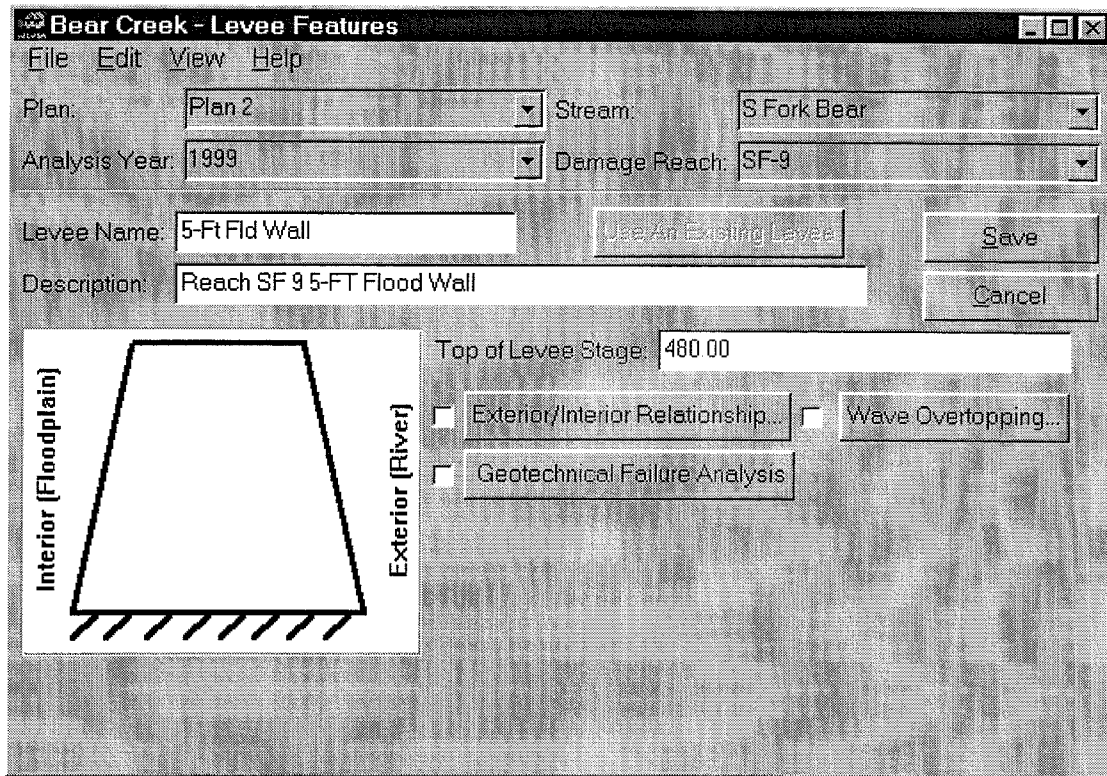 Bear Creek - Levee Features
File Edit View Help
Plan: Plan 2 Stream: S Fork Bear
Analysis Year: 1999 Damage Reach: SF-9
Levee Name: 5-Ft Fld Wall Use An Existing Levee Save
Description: Reach SF 9 5-FT Flood Wall Cancel
Interior (Floodplain)
Exterior (River)
Top of Levee Stage: 480.00
Exterior/Interior Relationship... Wave Overtopping...
Geotechnical Failure Analysis